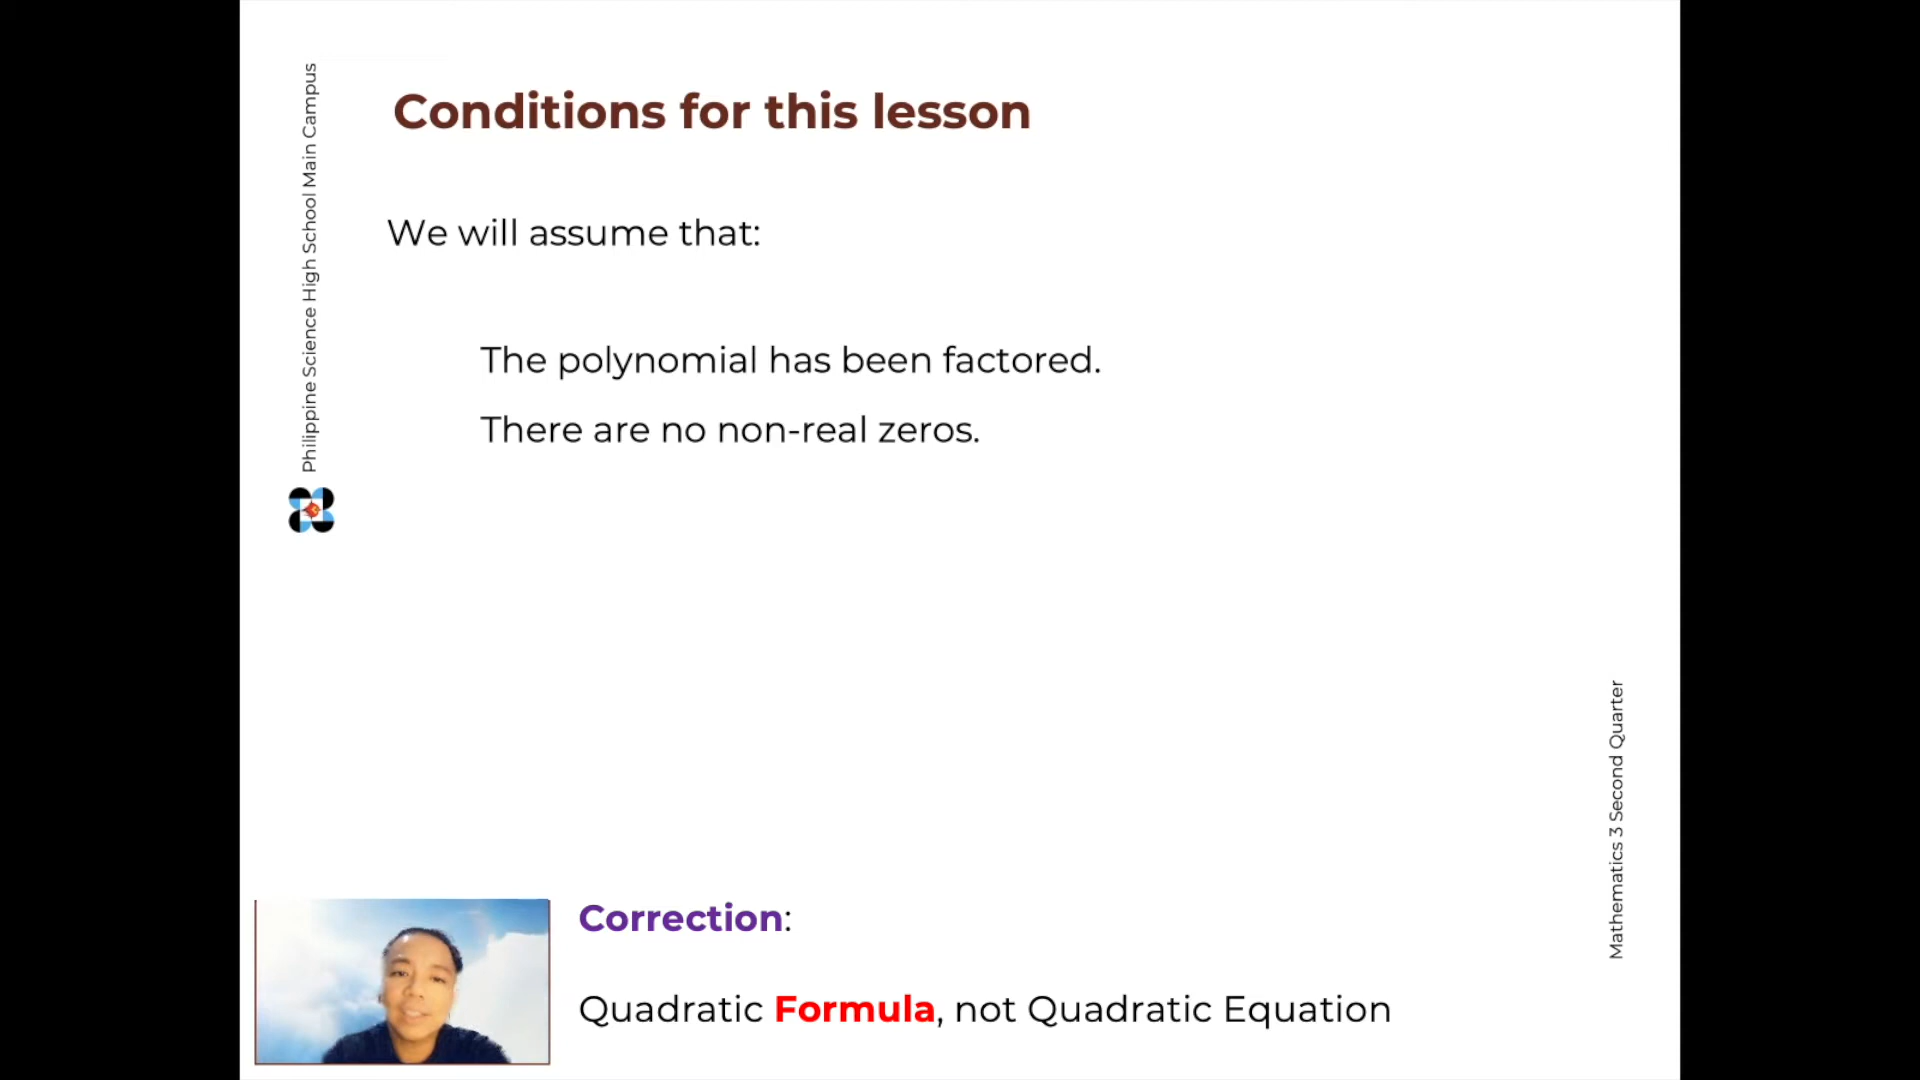 Philippine Science High School Main Campus
Conditions for this lesson
We will assume that:
The polynomial has been factored.
There are no non-real zeros.
Mathematics 3 Second Quarter
Correction:
Quadratic Formula, not Quadratic Equation